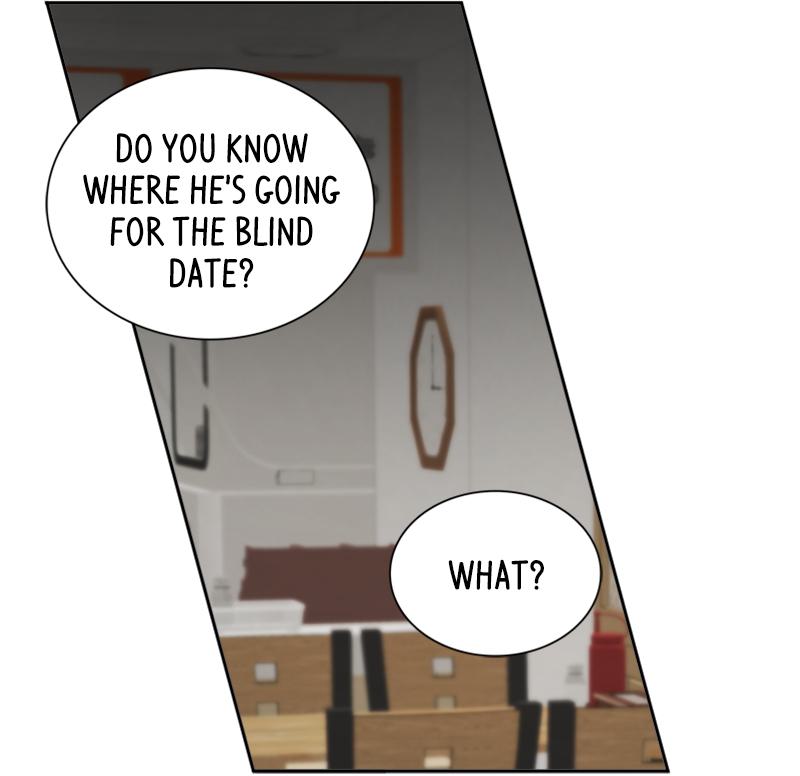 DO YOU KNOW
WHERE HE'S GOING
FOR THE BLIND
DATE?
WHAT?